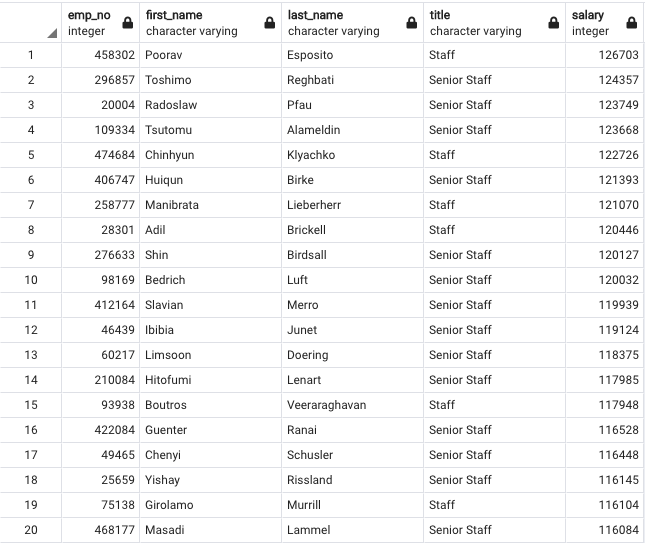 emp_no first_name last_name title salary
integer character varying character varying character varying integer
1 458302 Poorav Esposito Staff 126703
2 296857 Toshimo Reghbati Senior Staff 124357
3 20004 Radoslaw Pfau Senior Staff 123749
4 109334 Tsutomu Alameldin Senior Staff 123668
5 474684 Chinhyun Klyachko Staff 122726
6 406747 Huiqun Birke Senior Staff 121393
7 258777 Manibrata Lieberherr Staff 121070
8 28301 Adil Brickell Staff 120446
9 276633 Shin Birdsall Senior Staff 120127
10 98169 Bedrich Luft Senior Staff 120032
11 412164 Slavian Merro Senior Staff 119939
12 46439 Ibibia Junet Senior Staff 119124
13 60217 Limsoon Doering Senior Staff 118375
14 210084 Hitofumi Lenart Senior Staff 117985
15 93938 Boutros Veeraraghavan Staff 117948
16 422084 Guenter Ranai Senior Staff 116528
17 49465 Chenyi Schusler Senior Staff 116448
18 25659 Yishay Rissland Senior Staff 116145
19 75138 Girolamo Murrill Staff 116104
20 468177 Masadi Lammel Senior Staff 116084